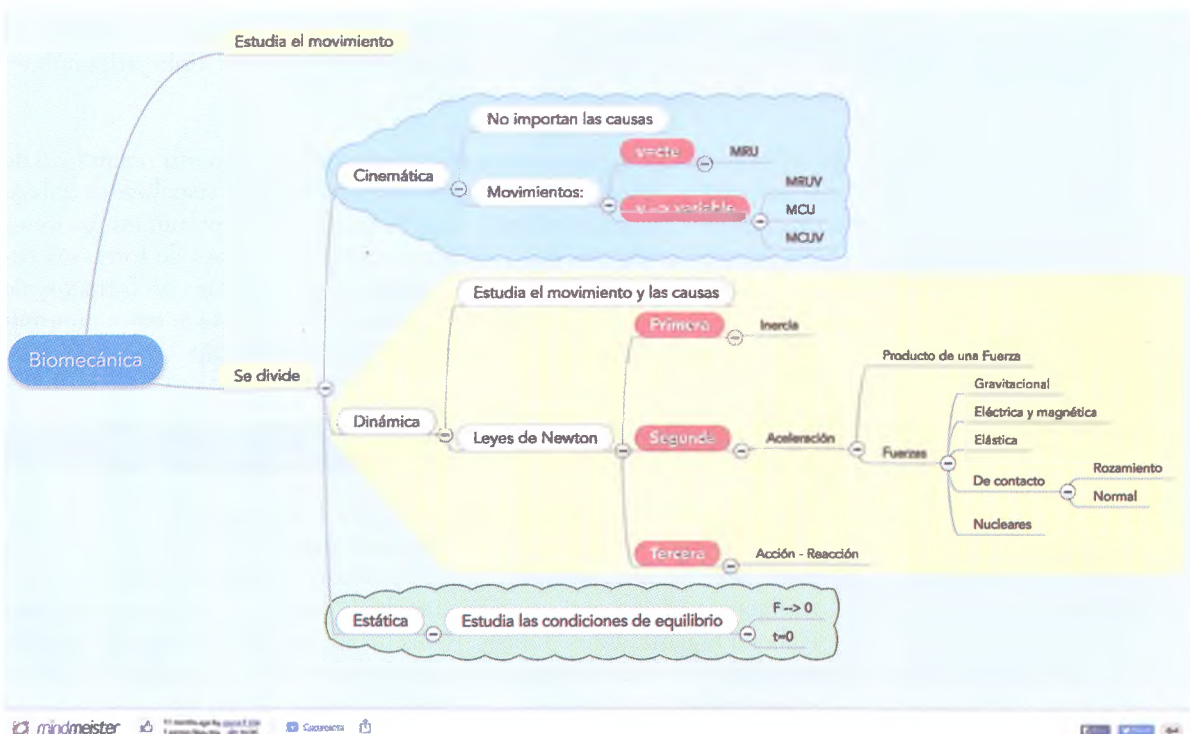 Estudia el movimiento
No importan las causas
v=cte
MRU
Cinemática
Movimientos:
MRUV
v --> variable
MCU
MCUV
Estudia el movimiento y las causas
Primera
Inercia
Biomecánica
Se divide
Producto de una Fuerza
Gravitacional
Dinámica
Eléctrica y magnética
Leyes de Newton
Segunda
Aceleración
Elástica
Fuerzas
De contacto
Rozamiento
Normal
Nucleares
Tercera
Acción - Reacción
Estática
Estudia las condiciones de equilibrio
F --> 0
t=0
mindmeister